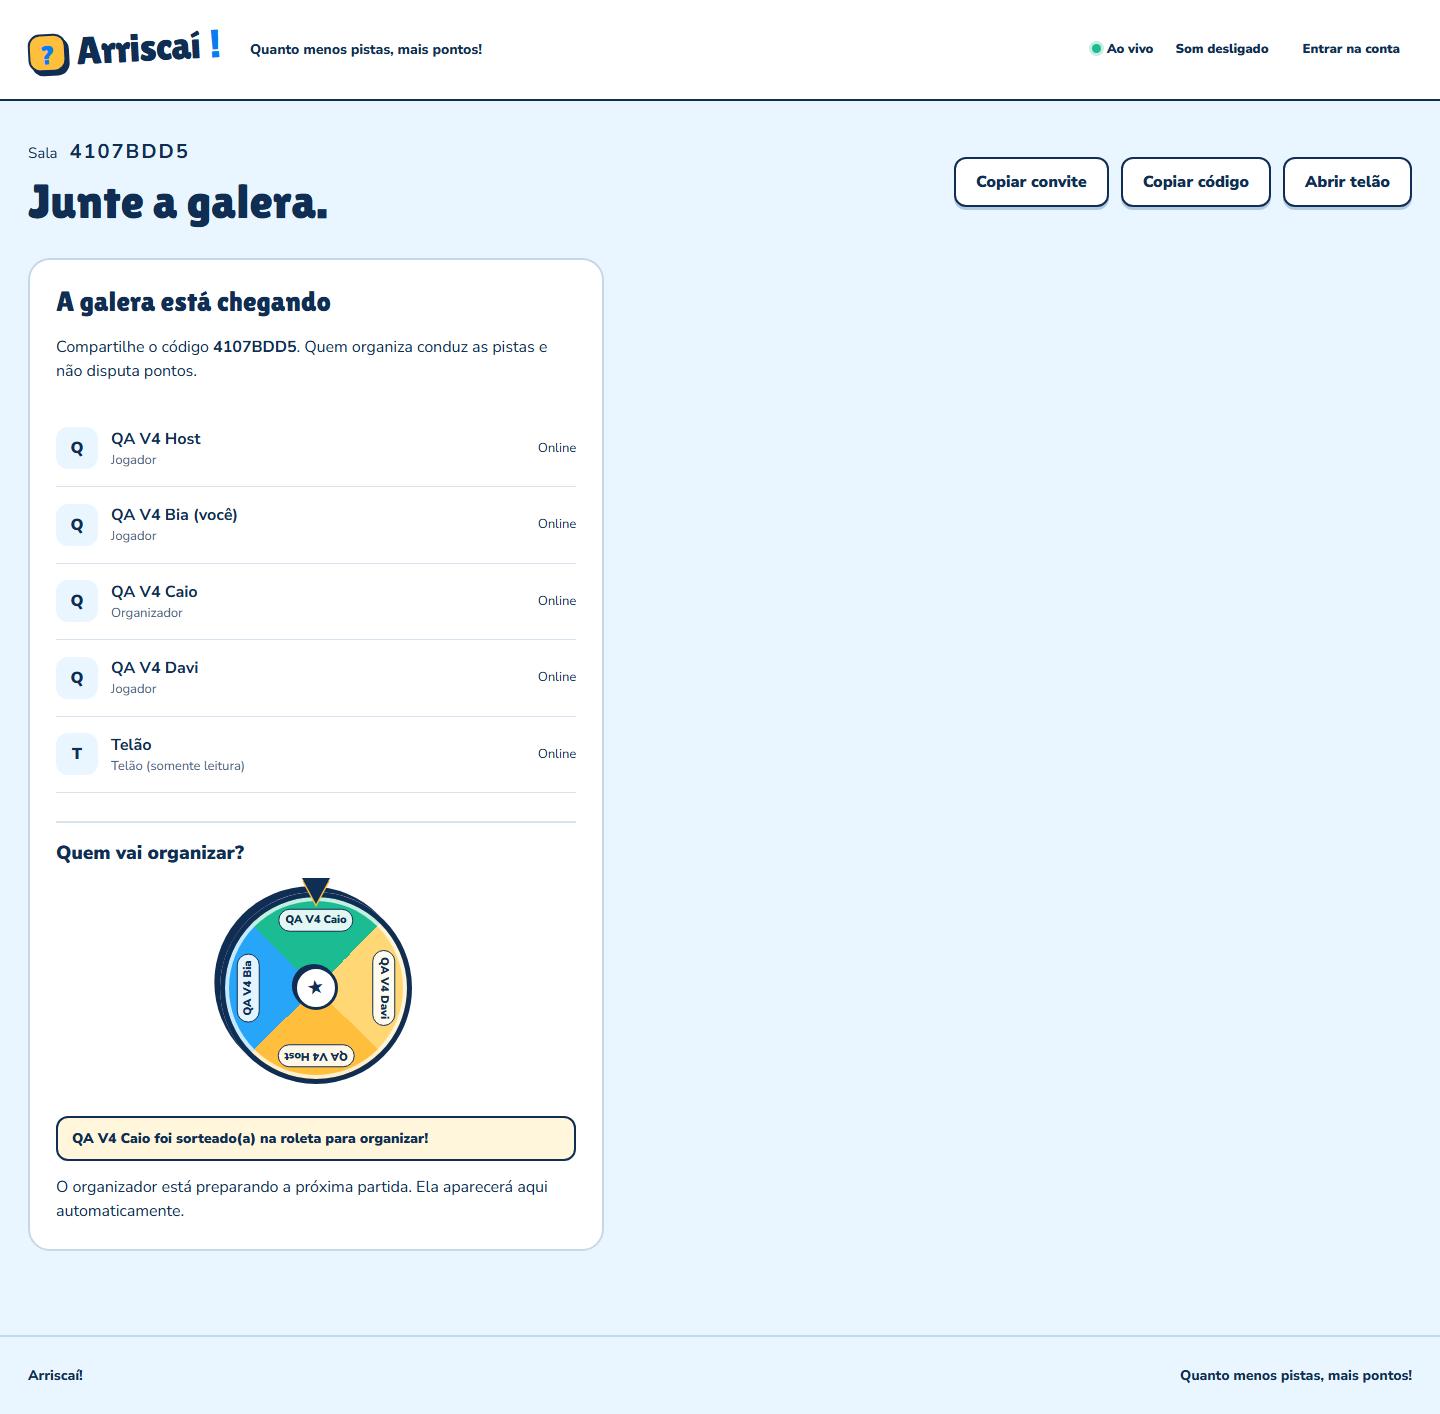 ? Arriscaí !
Quanto menos pistas, mais pontos!
Ao vivo
Som desligado
Entrar na conta
Sala 4107BDD5
Junte a galera.
Copiar convite
Copiar código
Abrir telão
A galera está chegando
Compartilhe o código 4107BDD5. Quem organiza conduz as pistas e
não disputa pontos.
Q
QA V4 Host
Jogador
Online
Q
QA V4 Bia (você)
Jogador
Online
Q
QA V4 Caio
Organizador
Online
Q
QA V4 Davi
Jogador
Online
T
Telão
Telão (somente leitura)
Online
Quem vai organizar?
QA V4 Caio
QA V4 Bia
QA V4 Davi
QA V4 Host
QA V4 Caio foi sorteado(a) na roleta para organizar!
O organizador está preparando a próxima partida. Ela aparecerá aqui
automaticamente.
Arriscaí!
Quanto menos pistas, mais pontos!